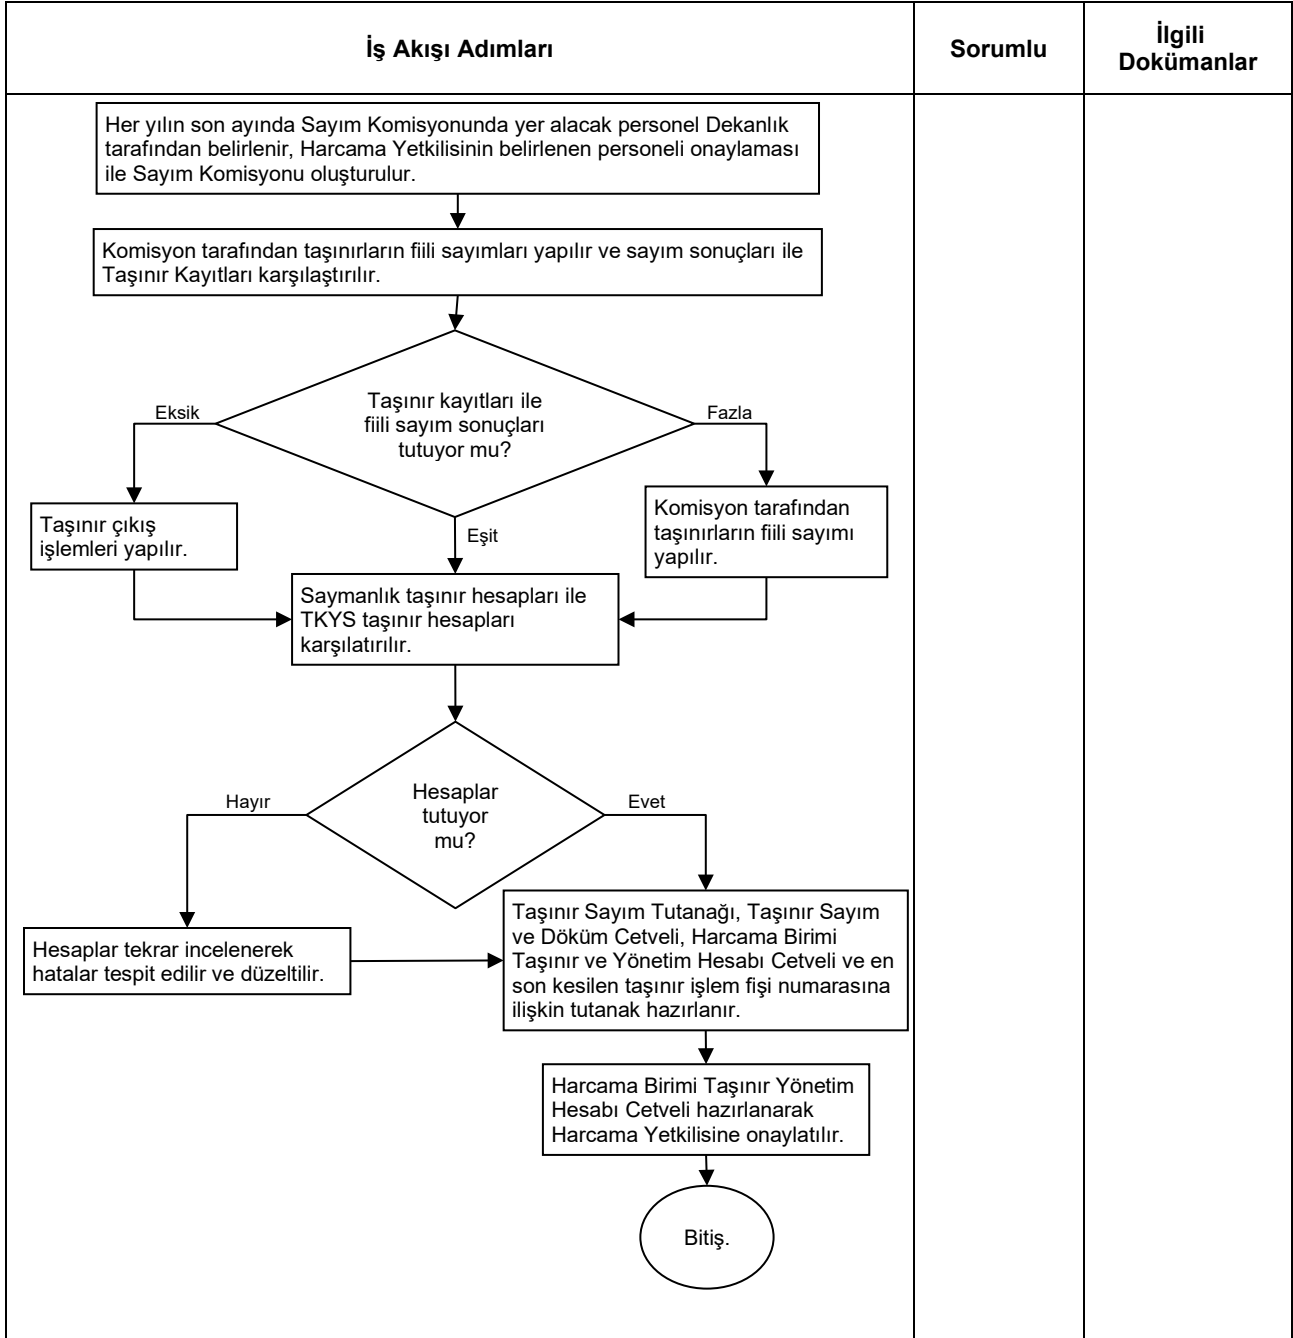 İş Akışı Adımları
Sorumlu
İlgili
Dokümanlar
Her yılın son ayında Sayım Komisyonunda yer alacak personel Dekanlık
tarafından belirlenir, Harcama Yetkilisinin belirlenen personeli onaylaması
ile Sayım Komisyonu oluşturulur.
Komisyon tarafından taşınırların fiili sayımları yapılır ve sayım sonuçları ile
Taşınır Kayıtları karşılaştırılır.
Taşınır kayıtları ile
fiili sayım sonuçları
tutuyor mu?
Eksik
Fazla
Eşit
Taşınır çıkış
işlemleri yapılır.
Komisyon tarafından
taşınırların fiili sayımı
yapılır.
Saymanlık taşınır hesapları ile
TKYS taşınır hesapları
karşılatırılır.
Hesaplar
tutuyor
mu?
Hayır
Evet
Hesaplar tekrar incelenerek
hatalar tespit edilir ve düzeltilir.
Taşınır Sayım Tutanağı, Taşınır Sayım
ve Döküm Cetveli, Harcama Birimi
Taşınır ve Yönetim Hesabı Cetveli ve en
son kesilen taşınır işlem fişi numarasına
ilişkin tutanak hazırlanır.
Harcama Birimi Taşınır Yönetim
Hesabı Cetveli hazırlanarak
Harcama Yetkilisine onaylatılır.
Bitiş.